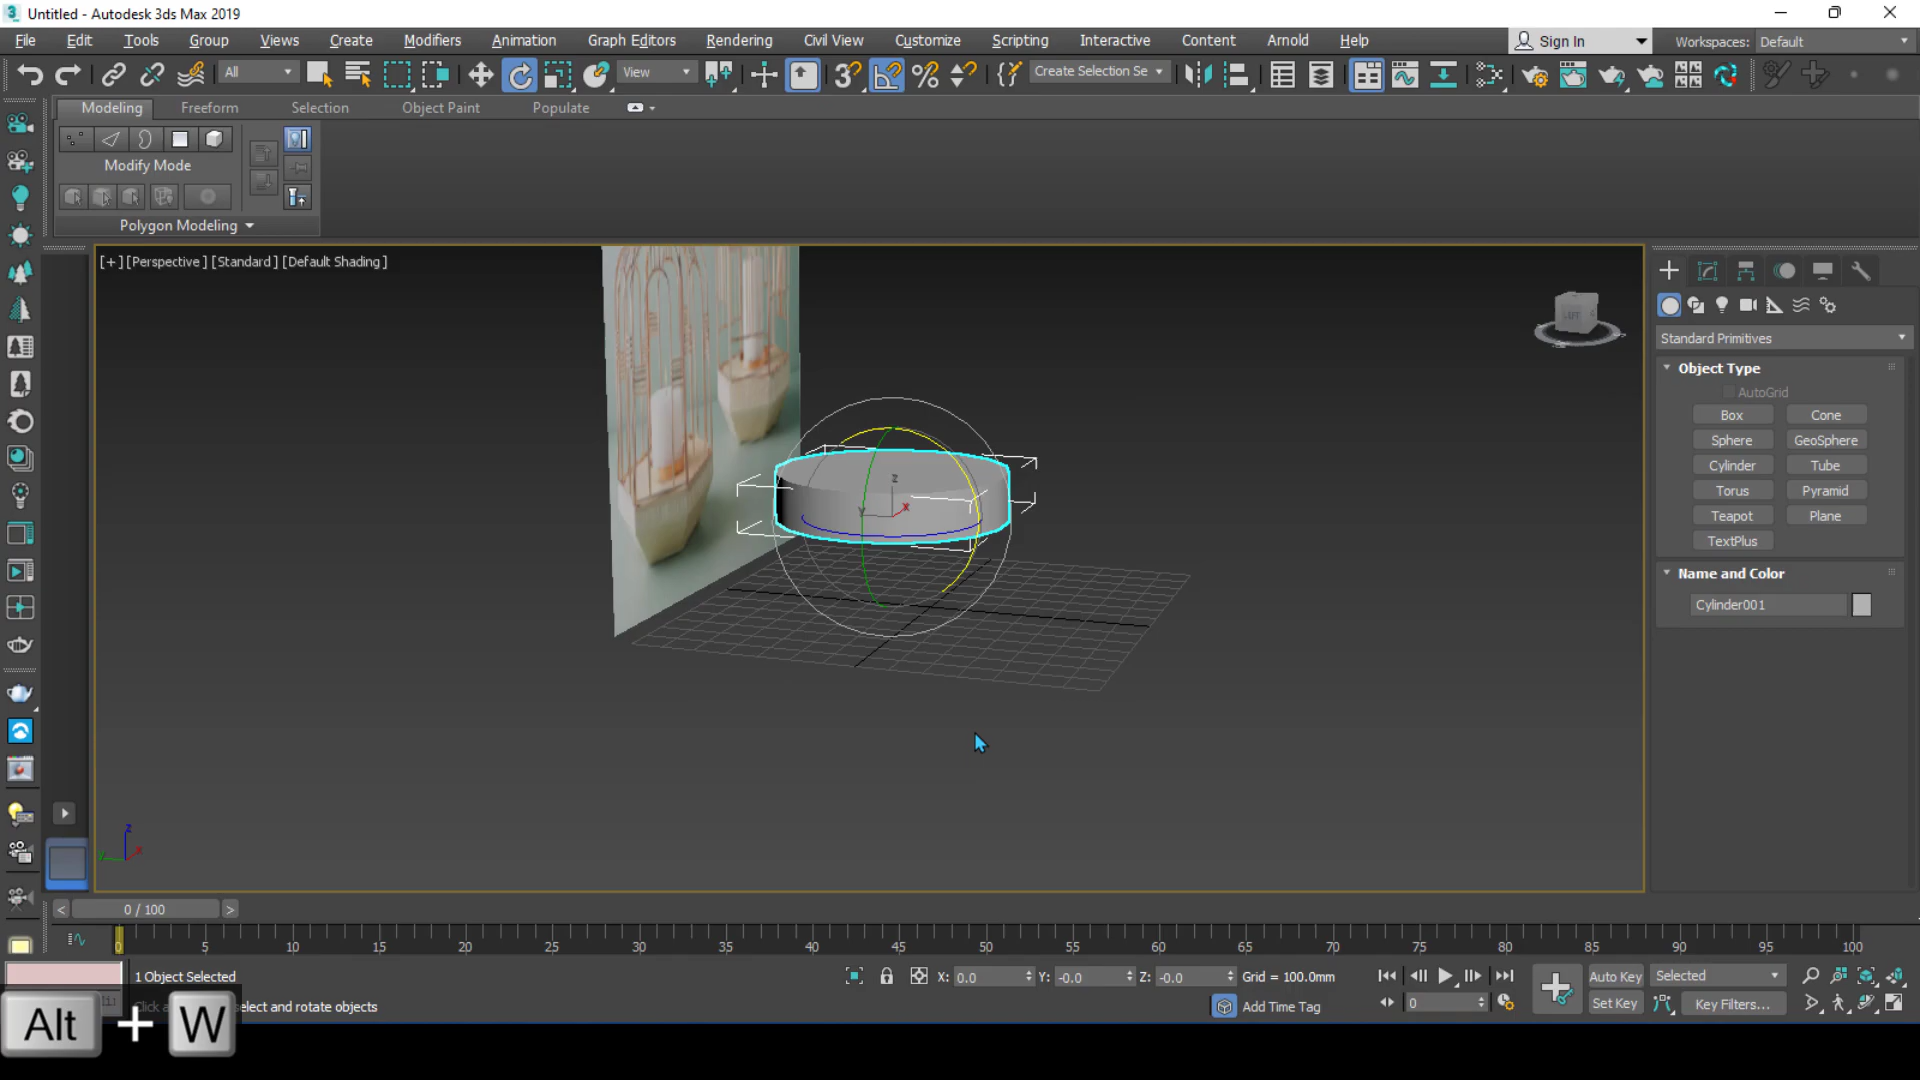 Untitled - Autodesk 3ds Max 2019
File Edit Tools Group Views Create Modifiers Animation Graph Editors Rendering Civil View Customize Scripting Interactive Content Arnold Help
Sign In
Workspaces: Default
All
View
Create Selection Se
Modeling Freeform Selection Object Paint Populate
Modify Mode
Polygon Modeling
[+] [Perspective] [Standard] [Default Shading]
LEFT
Standard Primitives
Object Type
AutoGrid
Box Cone
Sphere GeoSphere
Cylinder Tube
Torus Pyramid
Teapot Plane
TextPlus
Name and Color
Cylinder001
z
y x
z
y x
< 0 / 100 >
0 5 10 15 20 25 30 35 40 45 50 55 60 65 70 75 80 85 90 95 100
1 Object Selected
X: 0.0 Y: -0.0 Z: -0.0 Grid = 100.0mm
Auto Key Selected
elect and rotate objects
Add Time Tag
0
Set Key Key Filters...
Alt + W